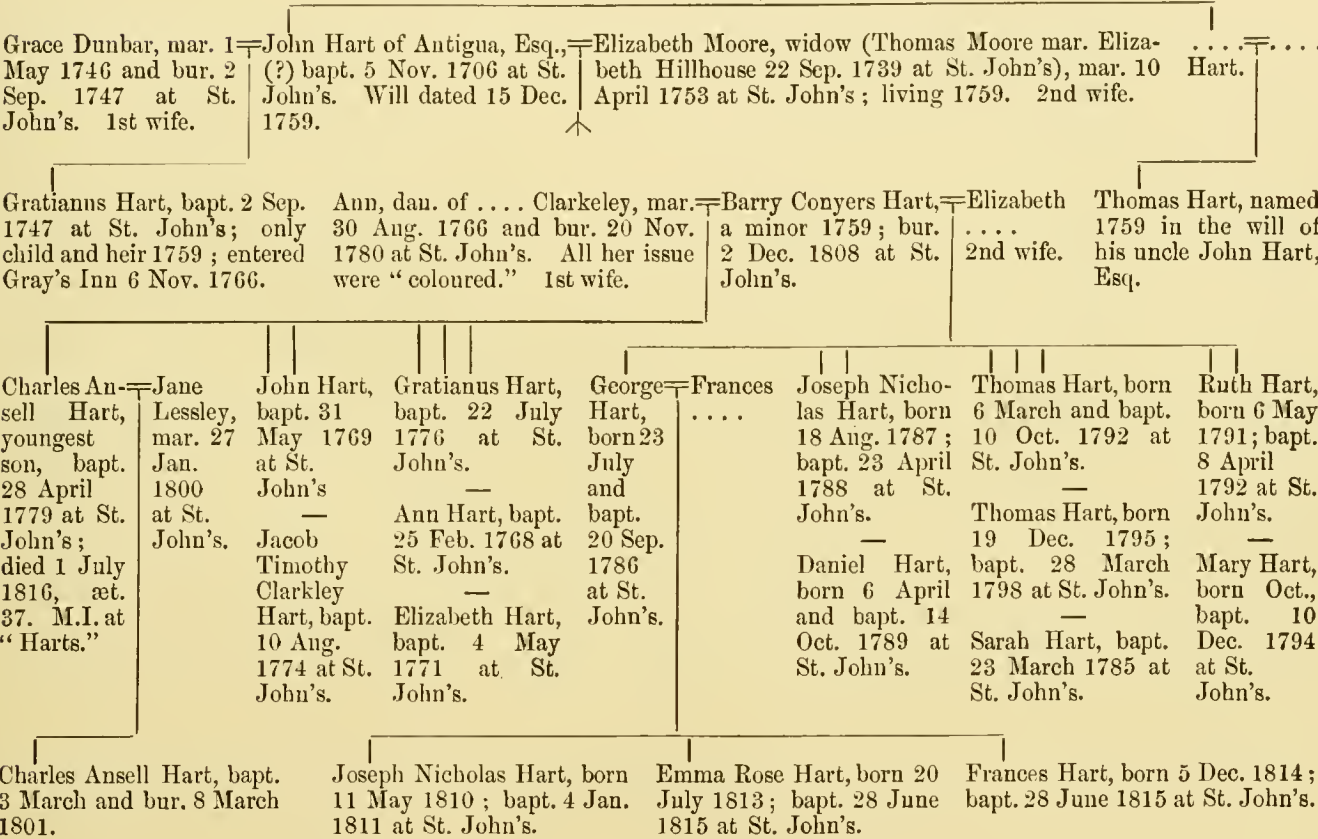 Grace Dunbar, mar. 1
May 1746 and bur. 2
Sep. 1747 at St.
John's. 1st wife.
John Hart of Antigua, Esq.,
(?) bapt. 5 Nov. 1706 at St.
John's. Will dated 15 Dec.
1759.
Elizabeth Moore, widow (Thomas Moore mar. Eliza-
beth Hillhouse 22 Sep. 1739 at St. John's), mar. 10
April 1753 at St. John's; living 1759. 2nd wife.
. . . . = . . . .
Hart.
Gratianus Hart, bapt. 2 Sep.
1747 at St. John's; only
child and heir 1759; entered
Gray's Inn 6 Nov. 1766.
Ann, dau. of .... Clarkeley, mar.
30 Aug. 1766 and bur. 20 Nov.
1780 at St. John's. All her issue
were "coloured." 1st wife.
Barry Conyers Hart,
a minor 1759; bur.
2 Dec. 1808 at St.
John's.
Elizabeth
. . . .
2nd wife.
Thomas Hart, named
1759 in the will of
his uncle John Hart,
Esq.
Charles An-
sell Hart,
youngest
son, bapt.
28 April
1779 at St.
John's;
died 1 July
1816, æt.
37. M.I. at
"Harts."
Jane
Lessley,
mar. 27
Jan.
1800
at St.
John's.
John Hart,
bapt. 31
May 1769
at St.
John's
—
Jacob
Timothy
Clarkley
Hart, bapt.
10 Aug.
1774 at St.
John's.
Gratianus Hart,
bapt. 22 July
1776 at St.
John's.
—
Ann Hart, bapt.
25 Feb. 1768 at
St. John's.
—
Elizabeth Hart,
bapt. 4 May
1771 at St.
John's.
George
Hart,
born 23
July
and
bapt.
20 Sep.
1786
at St.
John's.
Frances
. . . .
Joseph Nicho-
las Hart, born
18 Aug. 1787;
bapt. 23 April
1788 at St.
John's.
—
Daniel Hart,
born 6 April
and bapt. 14
Oct. 1789 at
St. John's.
Thomas Hart, born
6 March and bapt.
10 Oct. 1792 at
St. John's.
—
Thomas Hart, born
19 Dec. 1795;
bapt. 28 March
1798 at St. John's.
—
Sarah Hart, bapt.
23 March 1785 at
St. John's.
Ruth Hart,
born 6 May
1791; bapt.
8 April
1792 at St.
John's.
—
Mary Hart,
born Oct.,
bapt. 10
Dec. 1794
at St.
John's.
Charles Ansell Hart, bapt.
3 March and bur. 8 March
1801.
Joseph Nicholas Hart, born
11 May 1810; bapt. 4 Jan.
1811 at St. John's.
Emma Rose Hart, born 20
July 1813; bapt. 28 June
1815 at St. John's.
Frances Hart, born 5 Dec. 1814;
bapt. 28 June 1815 at St. John's.